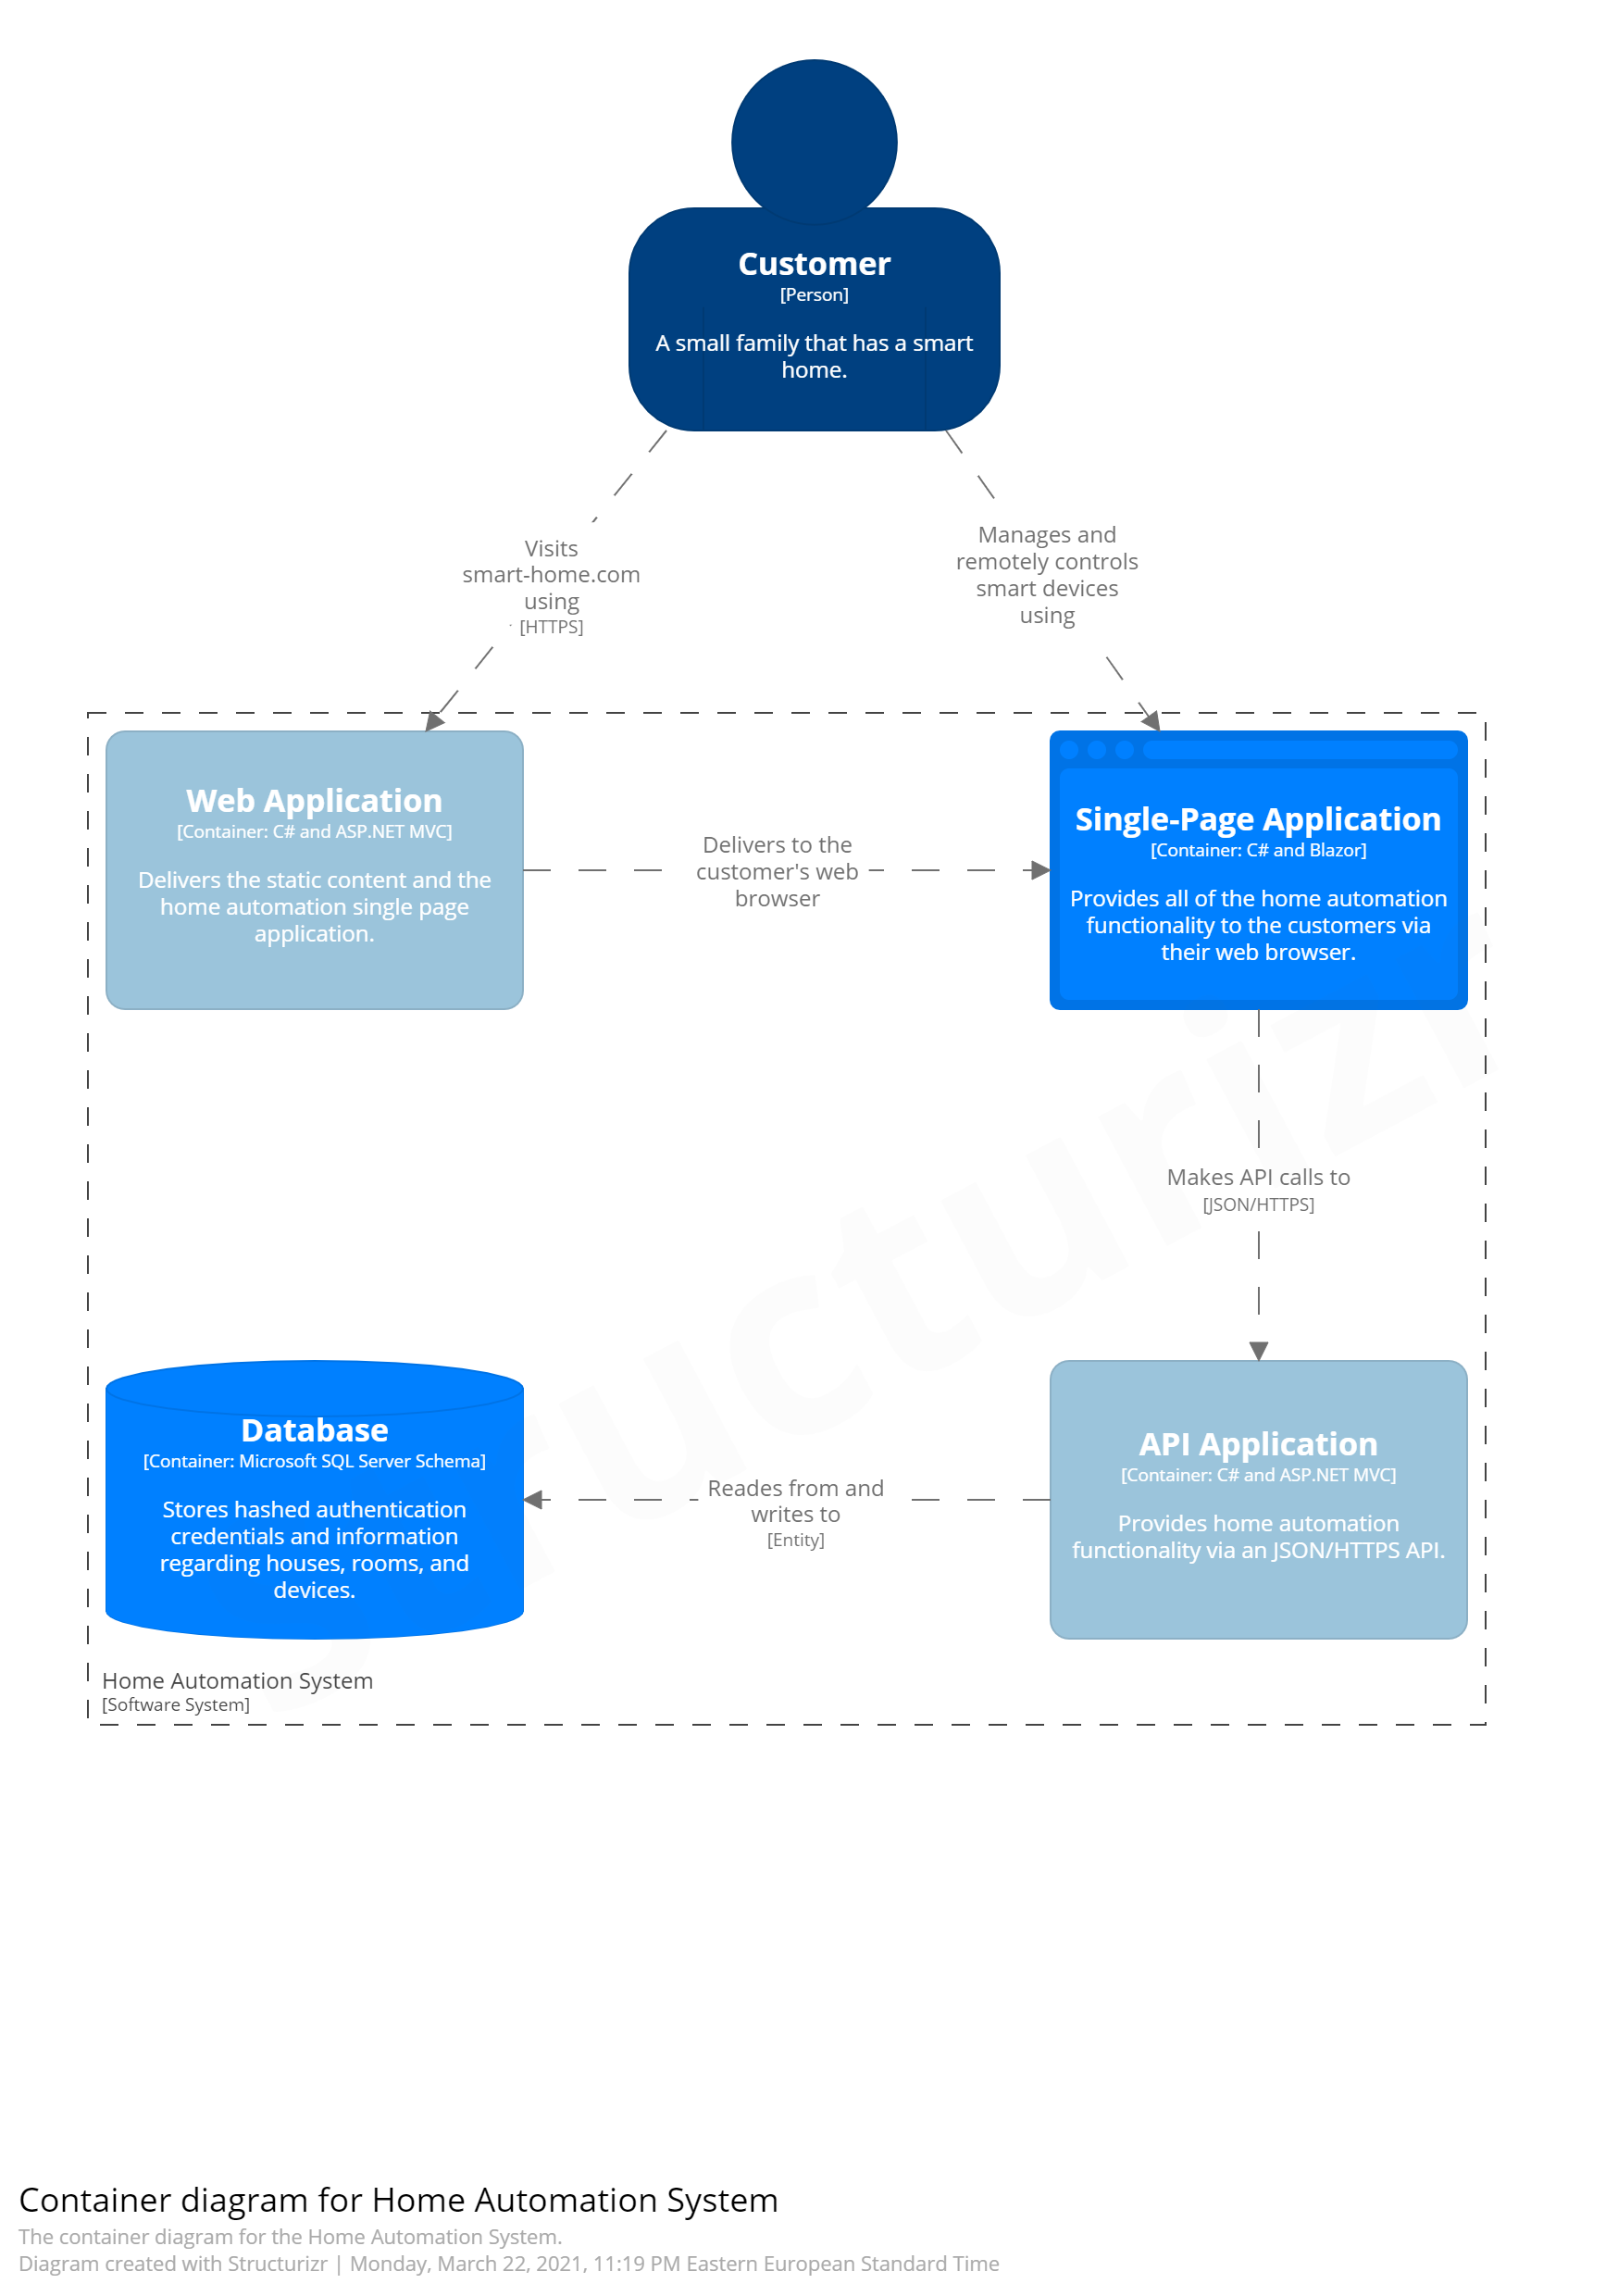 Customer
[Person]
A small family that has a smart
home.
Visits
smart-home.com
using
[HTTPS]
Manages and
remotely controls
smart devices
using
Web Application
[Container: C# and ASP.NET MVC]
Delivers the static content and the
home automation single page
application.
Delivers to the
customer's web
browser
Single-Page Application
[Container: C# and Blazor]
Provides all of the home automation
functionality to the customers via
their web browser.
Makes API calls to
[JSON/HTTPS]
Database
[Container: Microsoft SQL Server Schema]
Stores hashed authentication
credentials and information
regarding houses, rooms, and
devices.
Reades from and
writes to
[Entity]
API Application
[Container: C# and ASP.NET MVC]
Provides home automation
functionality via an JSON/HTTPS API.
Home Automation System
[Software System]
Structurizr
Container diagram for Home Automation System
The container diagram for the Home Automation System.
Diagram created with Structurizr | Monday, March 22, 2021, 11:19 PM Eastern European Standard Time